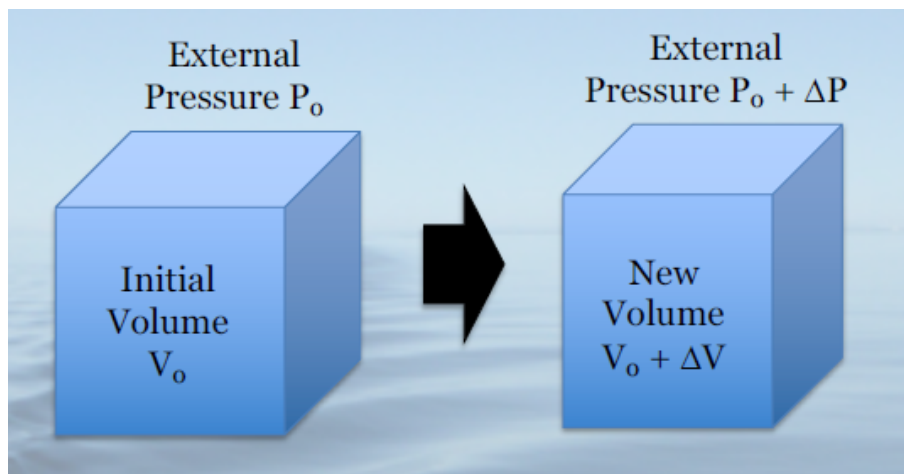 External
Pressure Pₒ
Initial
Volume
Vₒ
External
Pressure Pₒ + ΔP
New
Volume
Vₒ + ΔV